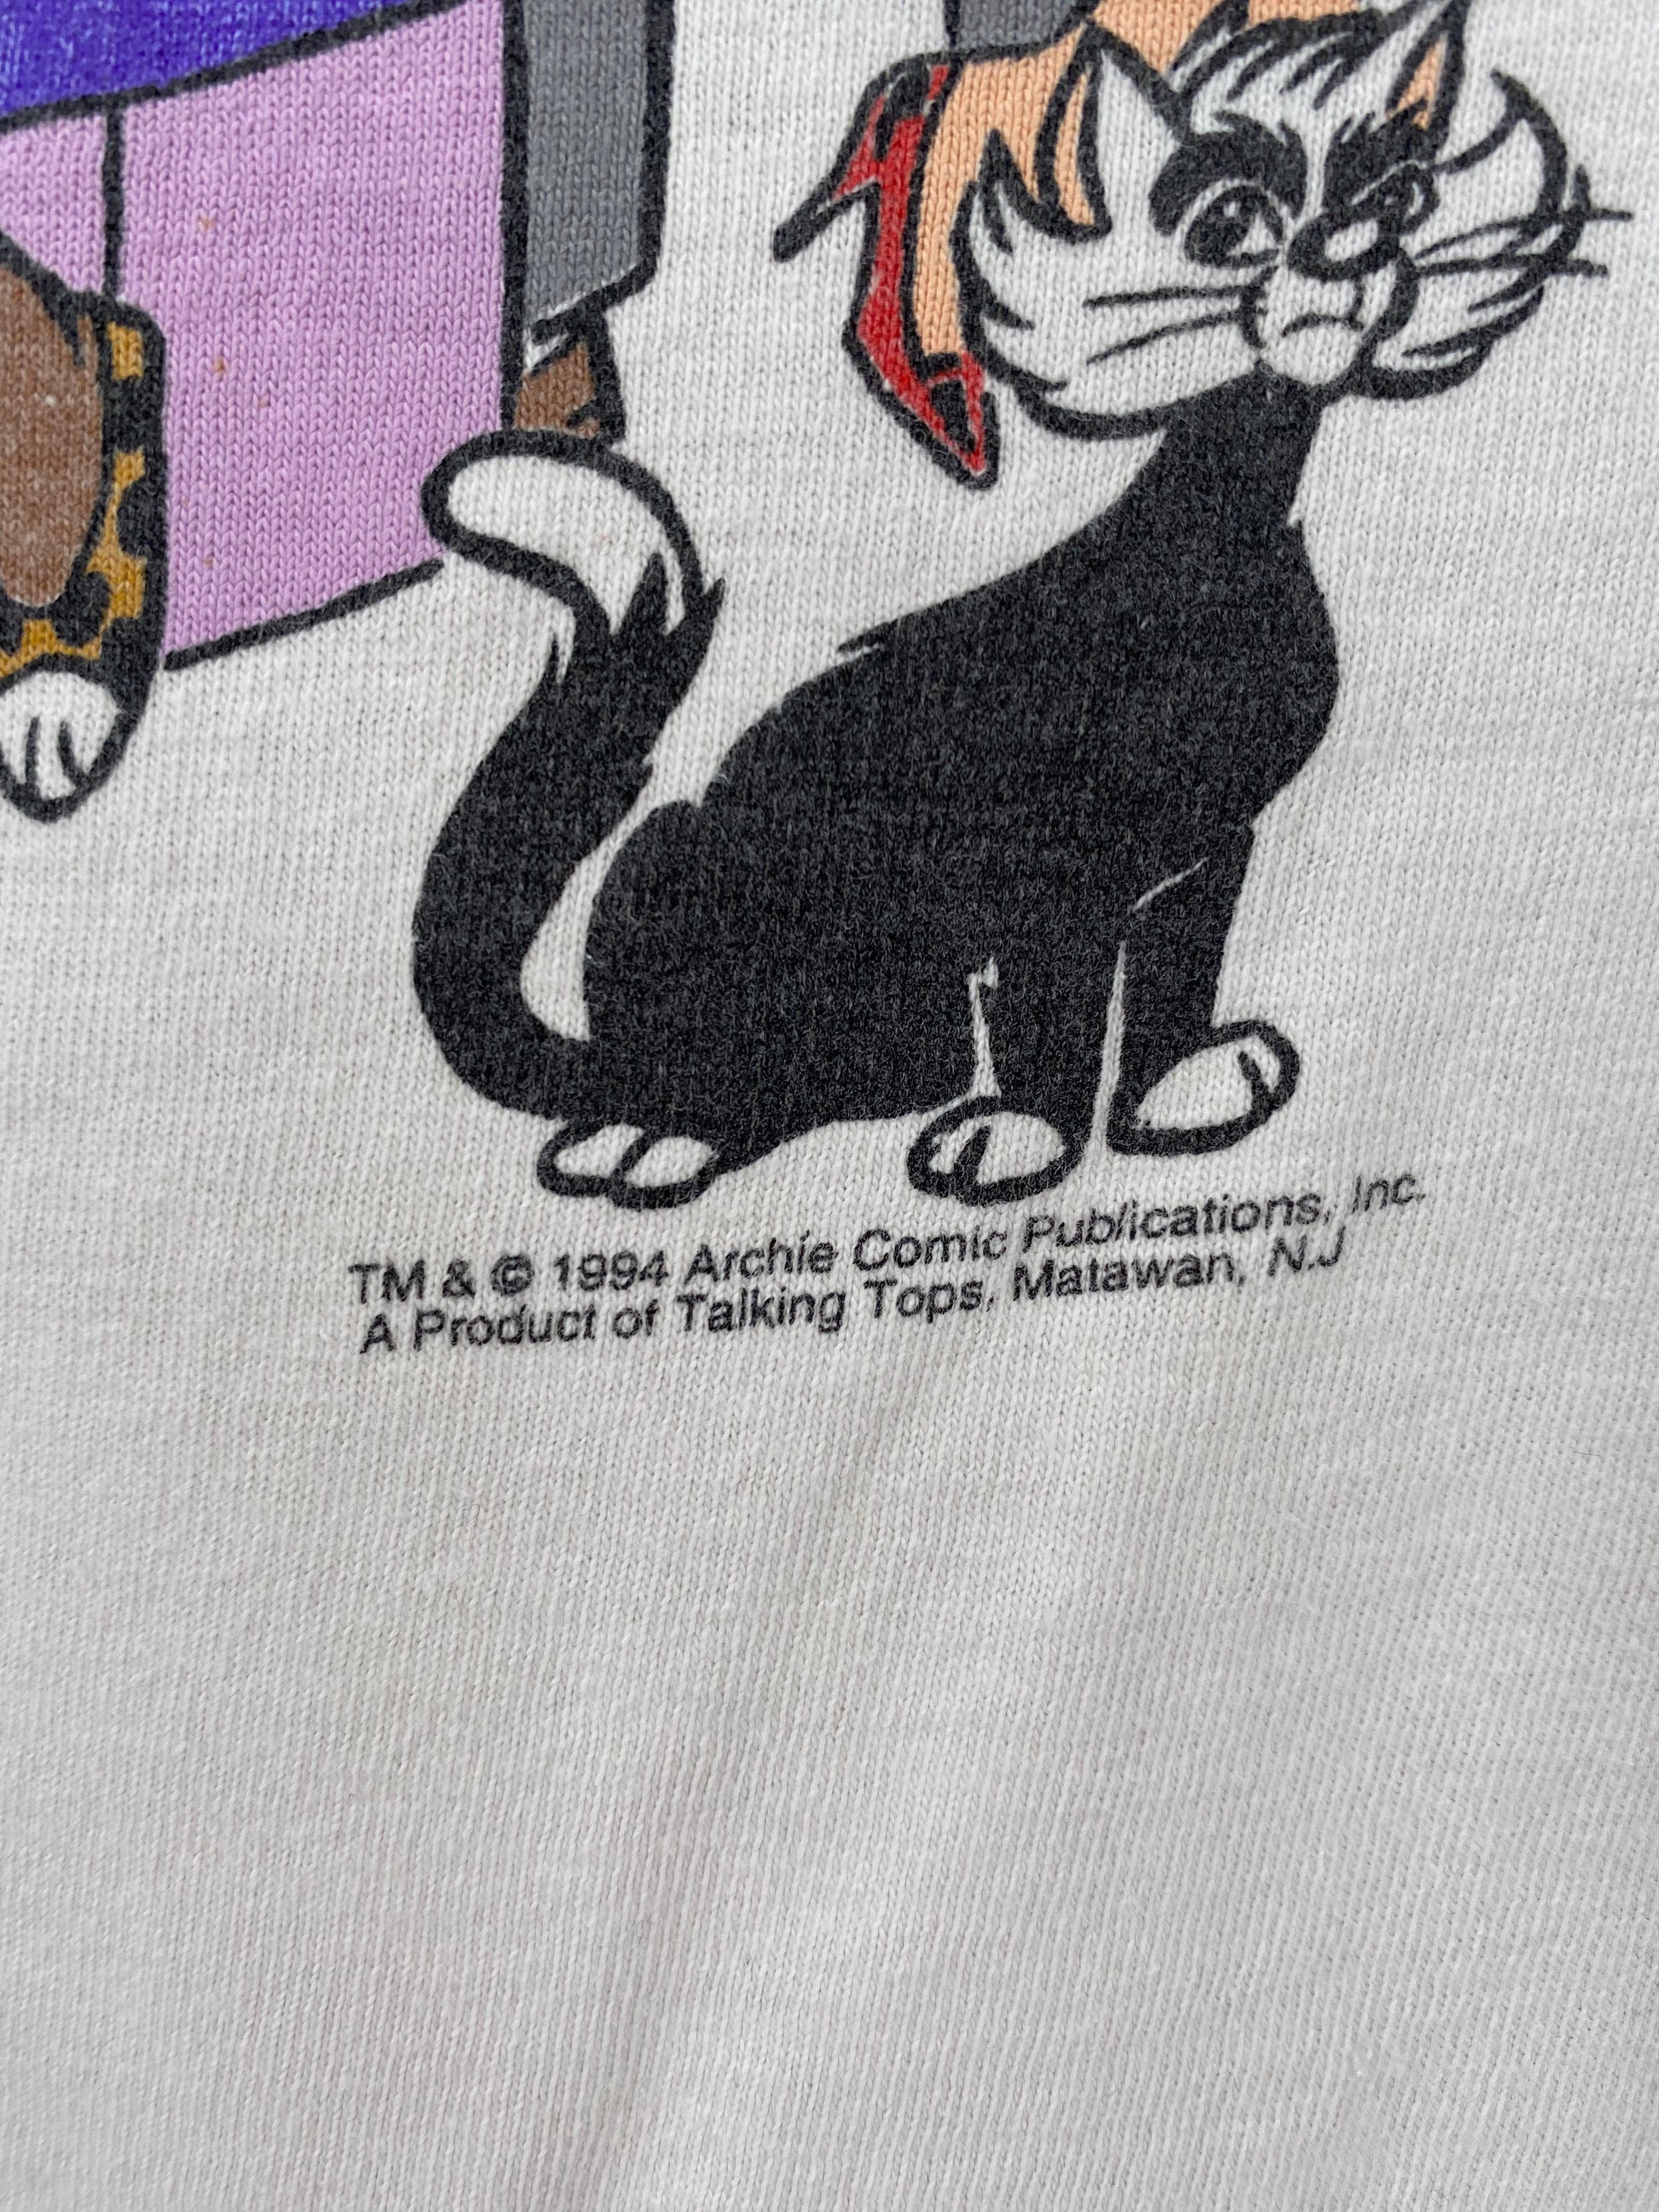 TM & © 1994 Archie Comic Publications, Inc.
A Product of Talking Tops, Matawan, N.J